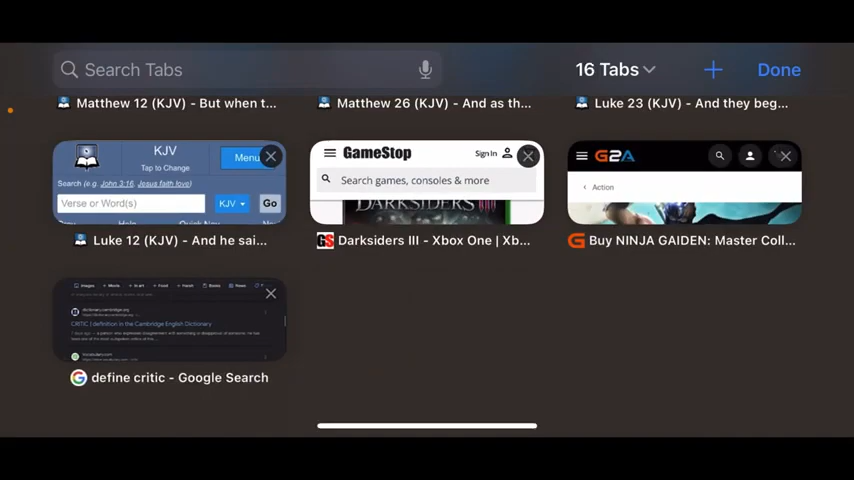 Search Tabs
16 Tabs
Done
Matthew 12 (KJV) - But when t...
Matthew 26 (KJV) - And as th...
Luke 23 (KJV) - And they beg...
KJV
Tap to Change
Menu
Search (e.g. John 3:16, Jesus faith love)
Verse or Word(s)
KJV
Go
Luke 12 (KJV) - And he sai...
GameStop
Sign In
Search games, consoles & more
DARKSIDERS III
Darksiders III - Xbox One | Xb...
G2A
Action
Buy NINJA GAIDEN: Master Coll...
dictionary.cambridge.org
CRITIC | definition in the Cambridge English Dictionary
define critic - Google Search